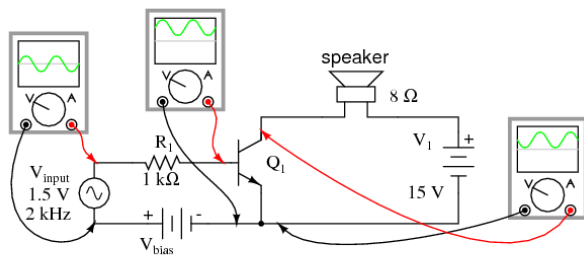 speaker
8 Ω
V A
V A
R1
1 kΩ
Q1
V1
+
15 V
Vinput
1.5 V
2 kHz
+ -
Vbias
V A